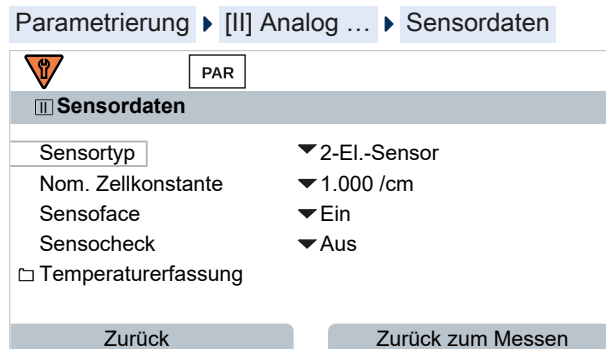 Parametrierung ▸ [II] Analog … ▸ Sensordaten
PAR
II Sensordaten
Sensortyp 2-El.-Sensor
Nom. Zellkonstante 1.000 /cm
Sensoface Ein
Sensocheck Aus
Temperaturerfassung
Zurück Zurück zum Messen